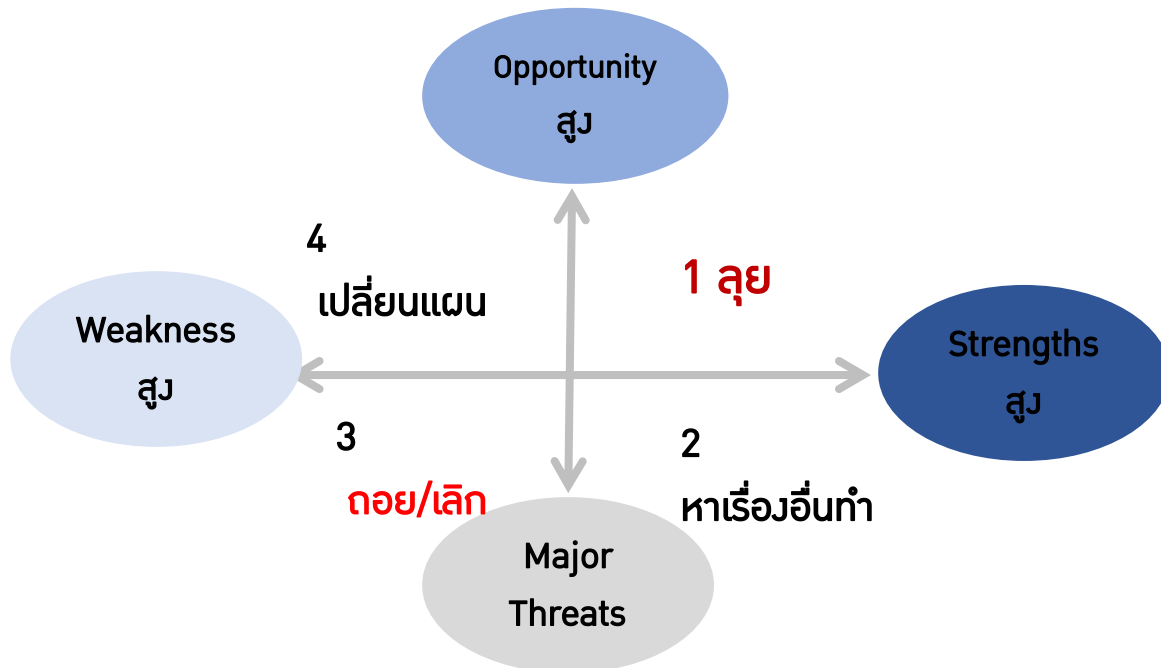 Opportunity
สูง
4
เปลี่ยนแผน
1 ลุย
Weakness
สูง
Strengths
สูง
3
ถอย/เลิก
2
หาเรื่องอื่นทำ
Major
Threats